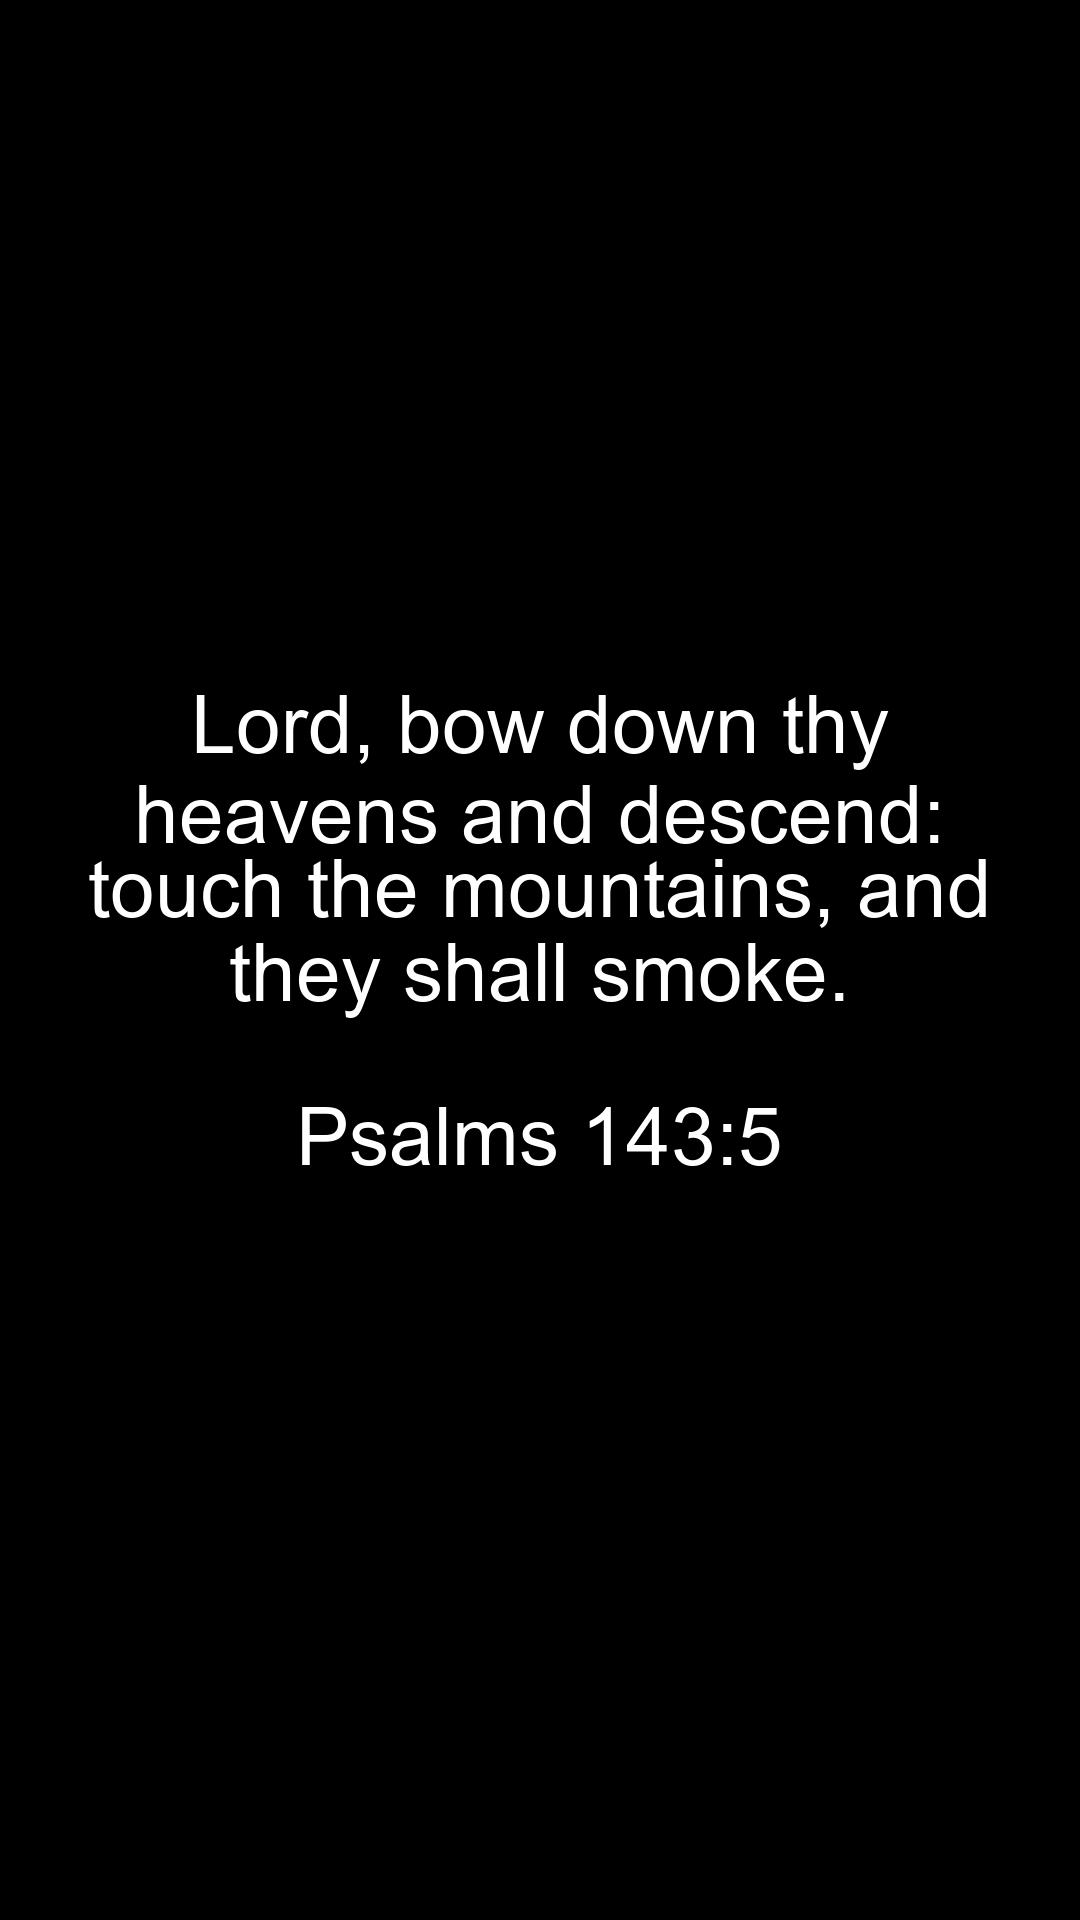 Lord, bow down thy
heavens and descend:
touch the mountains, and
they shall smoke.
Psalms 143:5